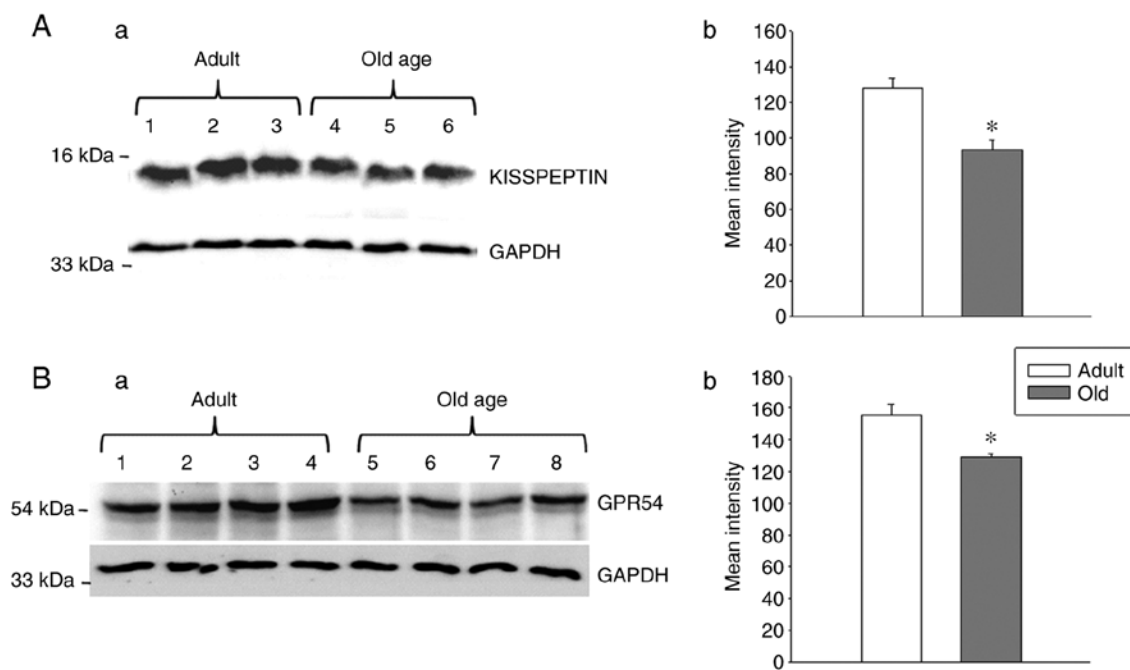 A
a
Adult Old age
1 2 3 4 5 6
16 kDa
KISSPEPTIN
GAPDH
33 kDa
b
Mean intensity
160
140
120
100
80
60
40
20
0
*
B
a
Adult Old age
1 2 3 4 5 6 7 8
54 kDa
GPR54
GAPDH
33 kDa
b
Mean intensity
180
160
140
120
100
80
60
40
20
0
*
Adult
Old